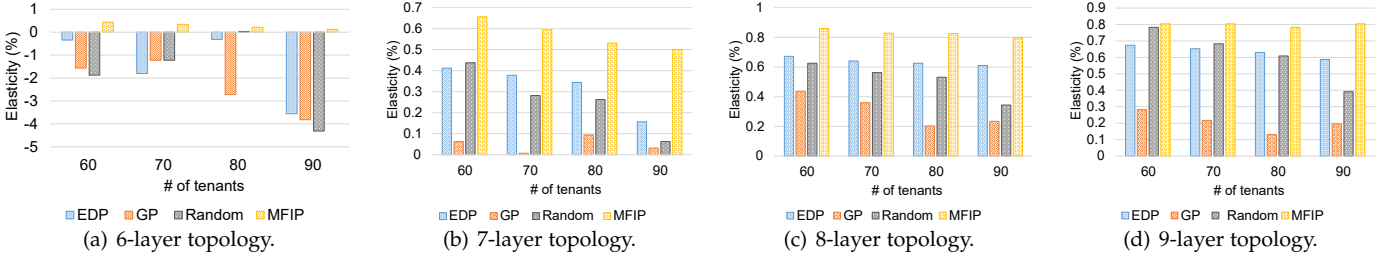 Elasticity (%)
1
0
-1
-2
-3
-4
-5
60 70 80 90
# of tenants
EDP GP Random MFIP
(a) 6-layer topology.
Elasticity (%)
0.7
0.6
0.5
0.4
0.3
0.2
0.1
0
60 70 80 90
# of tenants
EDP GP Random MFIP
(b) 7-layer topology.
Elasticity (%)
1
0.8
0.6
0.4
0.2
0
60 70 80 90
# of tenants
EDP GP Random MFIP
(c) 8-layer topology.
Elasticity (%)
0.9
0.8
0.7
0.6
0.5
0.4
0.3
0.2
0.1
0
60 70 80 90
# of tenants
EDP GP Random MFIP
(d) 9-layer topology.